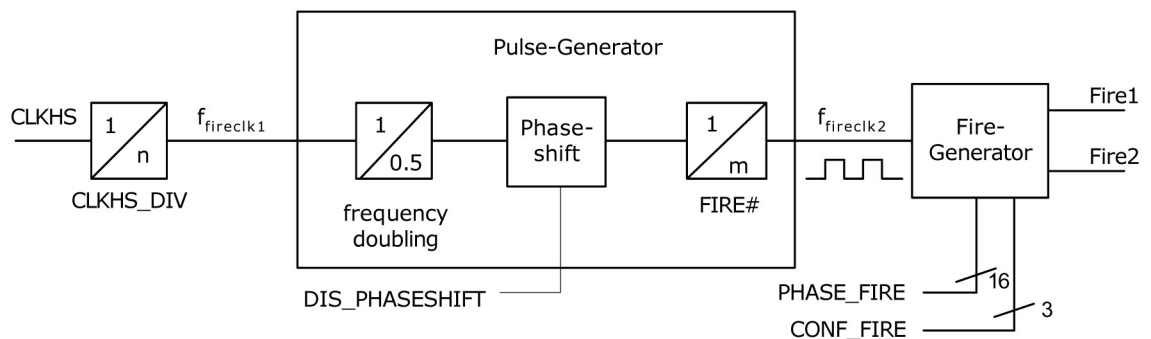 Pulse-Generator
CLKHS
1
n
CLKHS_DIV
f fireclk1
1
0.5
frequency
doubling
Phase-
shift
1
m
FIRE#
f fireclk2
Fire-
Generator
Fire1
Fire2
DIS_PHASESHIFT
PHASE_FIRE
16
CONF_FIRE
3